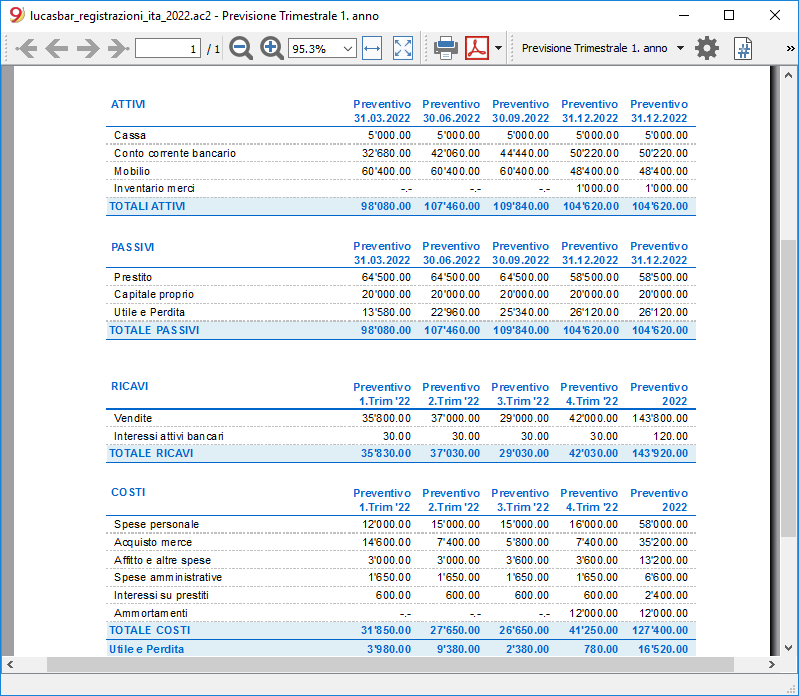 lucasbar_registrazioni_ita_2022.ac2 - Previsione Trimestrale 1. anno
1 / 1 95.3% Previsione Trimestrale 1. anno # »
ATTIVI Preventivo Preventivo Preventivo Preventivo Preventivo
31.03.2022 30.06.2022 30.09.2022 31.12.2022 31.12.2022
Cassa 5'000.00 5'000.00 5'000.00 5'000.00 5'000.00
Conto corrente bancario 32'680.00 42'060.00 44'440.00 50'220.00 50'220.00
Mobilio 60'400.00 60'400.00 60'400.00 48'400.00 48'400.00
Inventario merci -.- -.- -.- 1'000.00 1'000.00
TOTALI ATTIVI 98'080.00 107'460.00 109'840.00 104'620.00 104'620.00
PASSIVI Preventivo Preventivo Preventivo Preventivo Preventivo
31.03.2022 30.06.2022 30.09.2022 31.12.2022 31.12.2022
Prestito 64'500.00 64'500.00 64'500.00 58'500.00 58'500.00
Capitale proprio 20'000.00 20'000.00 20'000.00 20'000.00 20'000.00
Utile e Perdita 13'580.00 22'960.00 25'340.00 26'120.00 26'120.00
TOTALE PASSIVI 98'080.00 107'460.00 109'840.00 104'620.00 104'620.00
RICAVI Preventivo Preventivo Preventivo Preventivo Preventivo
1.Trim '22 2.Trim '22 3.Trim '22 4.Trim '22 2022
Vendite 35'800.00 37'000.00 29'000.00 42'000.00 143'800.00
Interessi attivi bancari 30.00 30.00 30.00 30.00 120.00
TOTALE RICAVI 35'830.00 37'030.00 29'030.00 42'030.00 143'920.00
COSTI Preventivo Preventivo Preventivo Preventivo Preventivo
1.Trim '22 2.Trim '22 3.Trim '22 4.Trim '22 2022
Spese personale 12'000.00 15'000.00 15'000.00 16'000.00 58'000.00
Acquisto merce 14'600.00 7'400.00 5'800.00 7'400.00 35'200.00
Affitto e altre spese 3'000.00 3'000.00 3'600.00 3'600.00 13'200.00
Spese amministrative 1'650.00 1'650.00 1'650.00 1'650.00 6'600.00
Interessi su prestiti 600.00 600.00 600.00 600.00 2'400.00
Ammortamenti -.- -.- -.- 12'000.00 12'000.00
TOTALE COSTI 31'850.00 27'650.00 26'650.00 41'250.00 127'400.00
Utile e Perdita 3'980.00 9'380.00 2'380.00 780.00 16'520.00